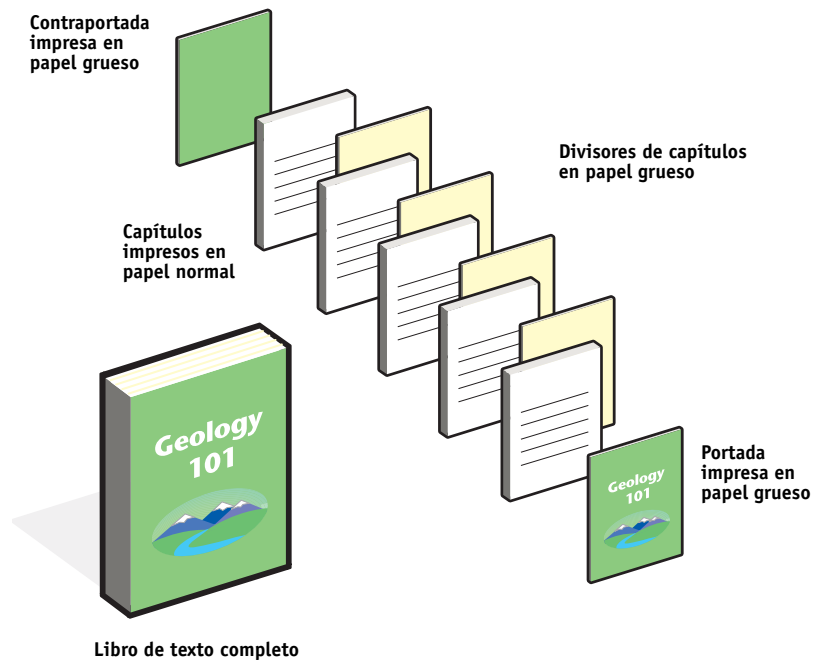 Contraportada
impresa en
papel grueso
Divisores de capítulos
en papel grueso
Capítulos
impresos en
papel normal
Geology
101
Portada
impresa en
papel grueso
Geology
101
Libro de texto completo